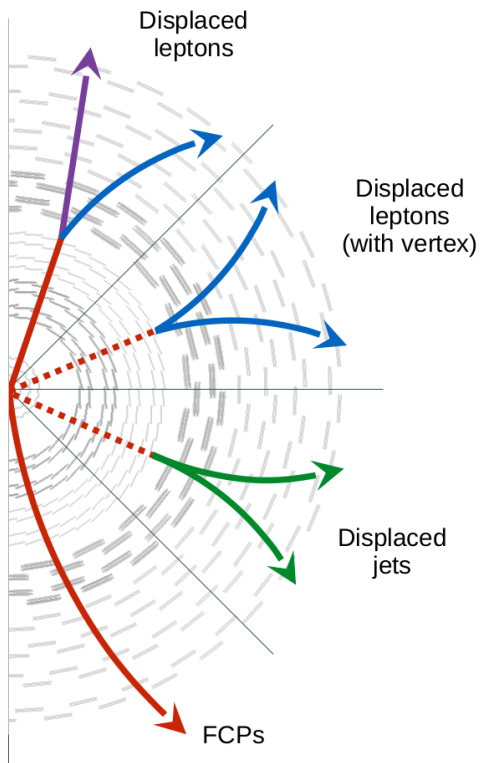 Displaced
leptons
Displaced
leptons
(with vertex)
Displaced
jets
FCPs